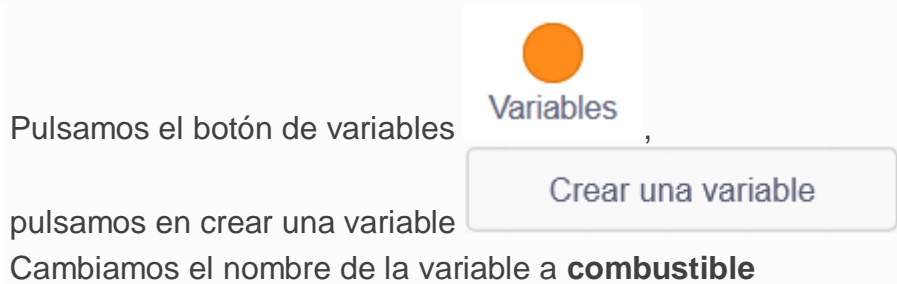 Variables
Pulsamos el botón de variables ,
Crear una variable
pulsamos en crear una variable
Cambiamos el nombre de la variable a combustible